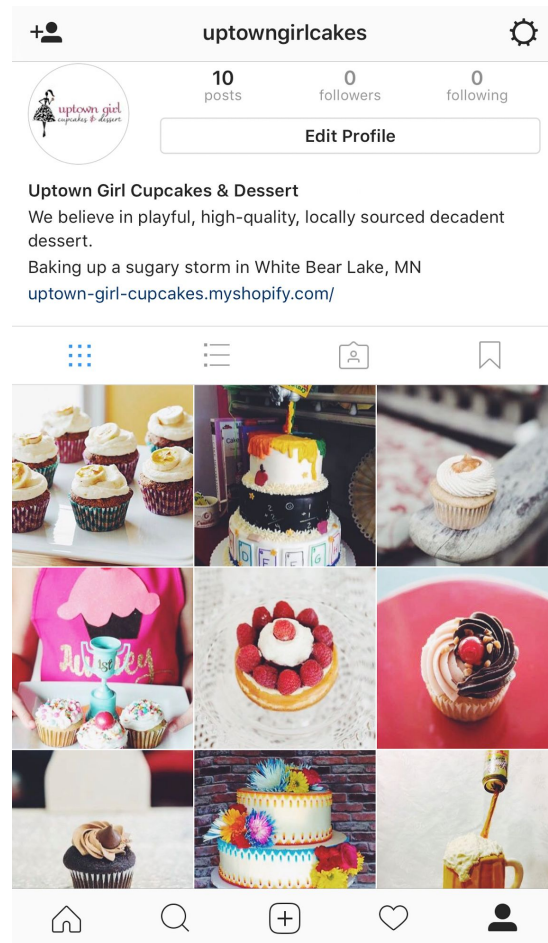 uptowngirlcakes
uptown girl
cupcakes & dessert
10
0
0
posts
followers
following
Edit Profile
Uptown Girl Cupcakes & Dessert
We believe in playful, high-quality, locally sourced decadent
dessert.
Baking up a sugary storm in White Bear Lake, MN
uptown-girl-cupcakes.myshopify.com/
D E F G
1st